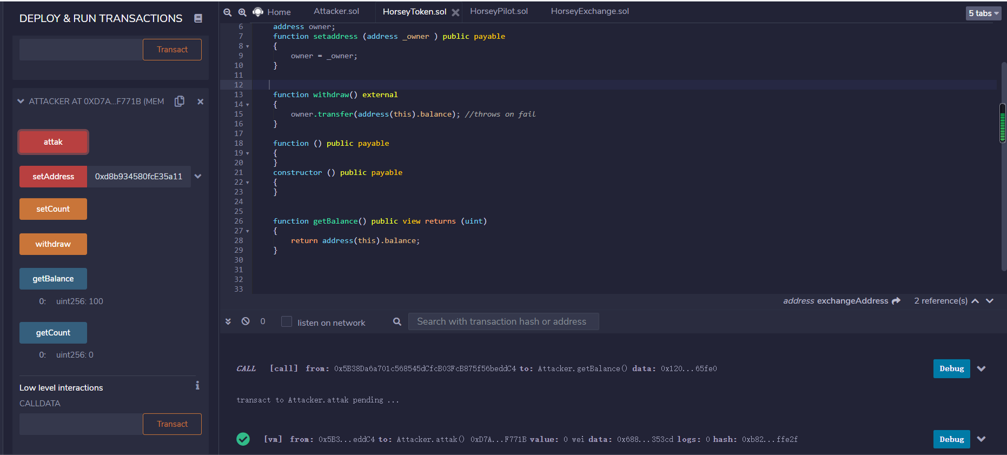 DEPLOY & RUN TRANSACTIONS
Transact
ATTACKER AT 0XD7A...F771B (MEM
attak
setAddress 0xd8b934580fcE35a11
setCount
withdraw
getBalance
0: uint256: 100
getCount
0: uint256: 0
Low level interactions
CALLDATA
Transact
Home Attacker.sol HorseyToken.sol HorseyPilot.sol HorseyExchange.sol 5 tabs
6 address owner;
7 function setaddress (address _owner ) public payable
8 {
9 owner = _owner;
10 }
11
12
13 function withdraw() external
14 {
15 owner.transfer(address(this).balance); //throws on fail
16 }
17
18 function () public payable
19 {
20 }
21 constructor () public payable
22 {
23 }
24
25
26 function getBalance() public view returns (uint)
27 {
28 return address(this).balance;
29 }
30
31
32
33
address exchangeAddress 2 reference(s)
0 listen on network Search with transaction hash or address
CALL [call] from: 0x5B38Da6a701c568545dCfcB03FcB875f56beddC4 to: Attacker.getBalance() data: 0x120...65fe0 Debug
transact to Attacker.attak pending ...
[vm] from: 0x5B3...eddC4 to: Attacker.attak() 0xD7A...F771B value: 0 wei data: 0x688...353cd logs: 0 hash: 0xb82...ffe2f Debug